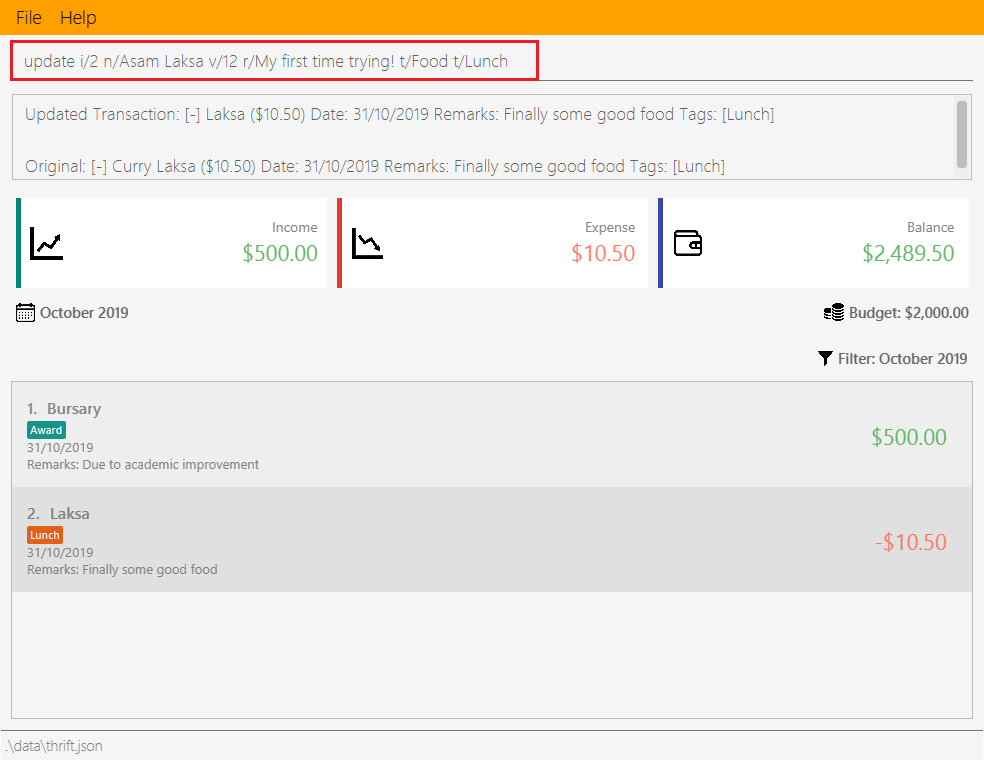 File Help
update i/2 n/Asam Laksa v/12 r/My first time trying! t/Food t/Lunch
Updated Transaction: [-] Laksa ($10.50) Date: 31/10/2019 Remarks: Finally some good food Tags: [Lunch]
Original: [-] Curry Laksa ($10.50) Date: 31/10/2019 Remarks: Finally some good food Tags: [Lunch]
Income
$500.00
Expense
$10.50
Balance
$2,489.50
October 2019
Budget: $2,000.00
Filter: October 2019
1. Bursary
Award
31/10/2019
Remarks: Due to academic improvement
$500.00
2. Laksa
Lunch
31/10/2019
Remarks: Finally some good food
-$10.50
.\data\thrift.json